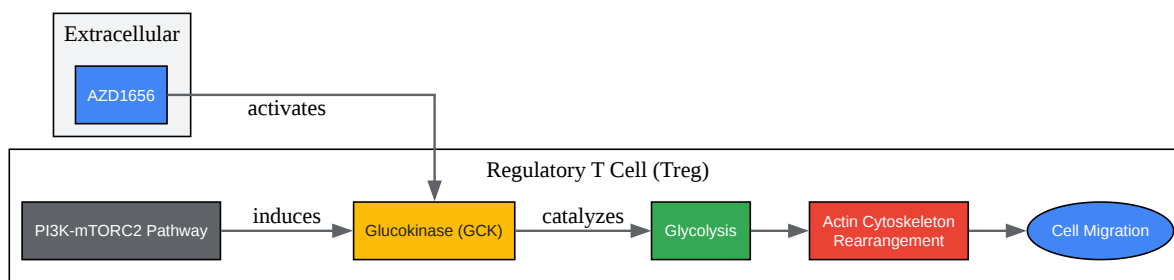 Extracellular
AZD1656
activates
Regulatory T Cell (Treg)
PI3K-mTORC2 Pathway
induces
Glucokinase (GCK)
catalyzes
Glycolysis
Actin Cytoskeleton
Rearrangement
Cell Migration